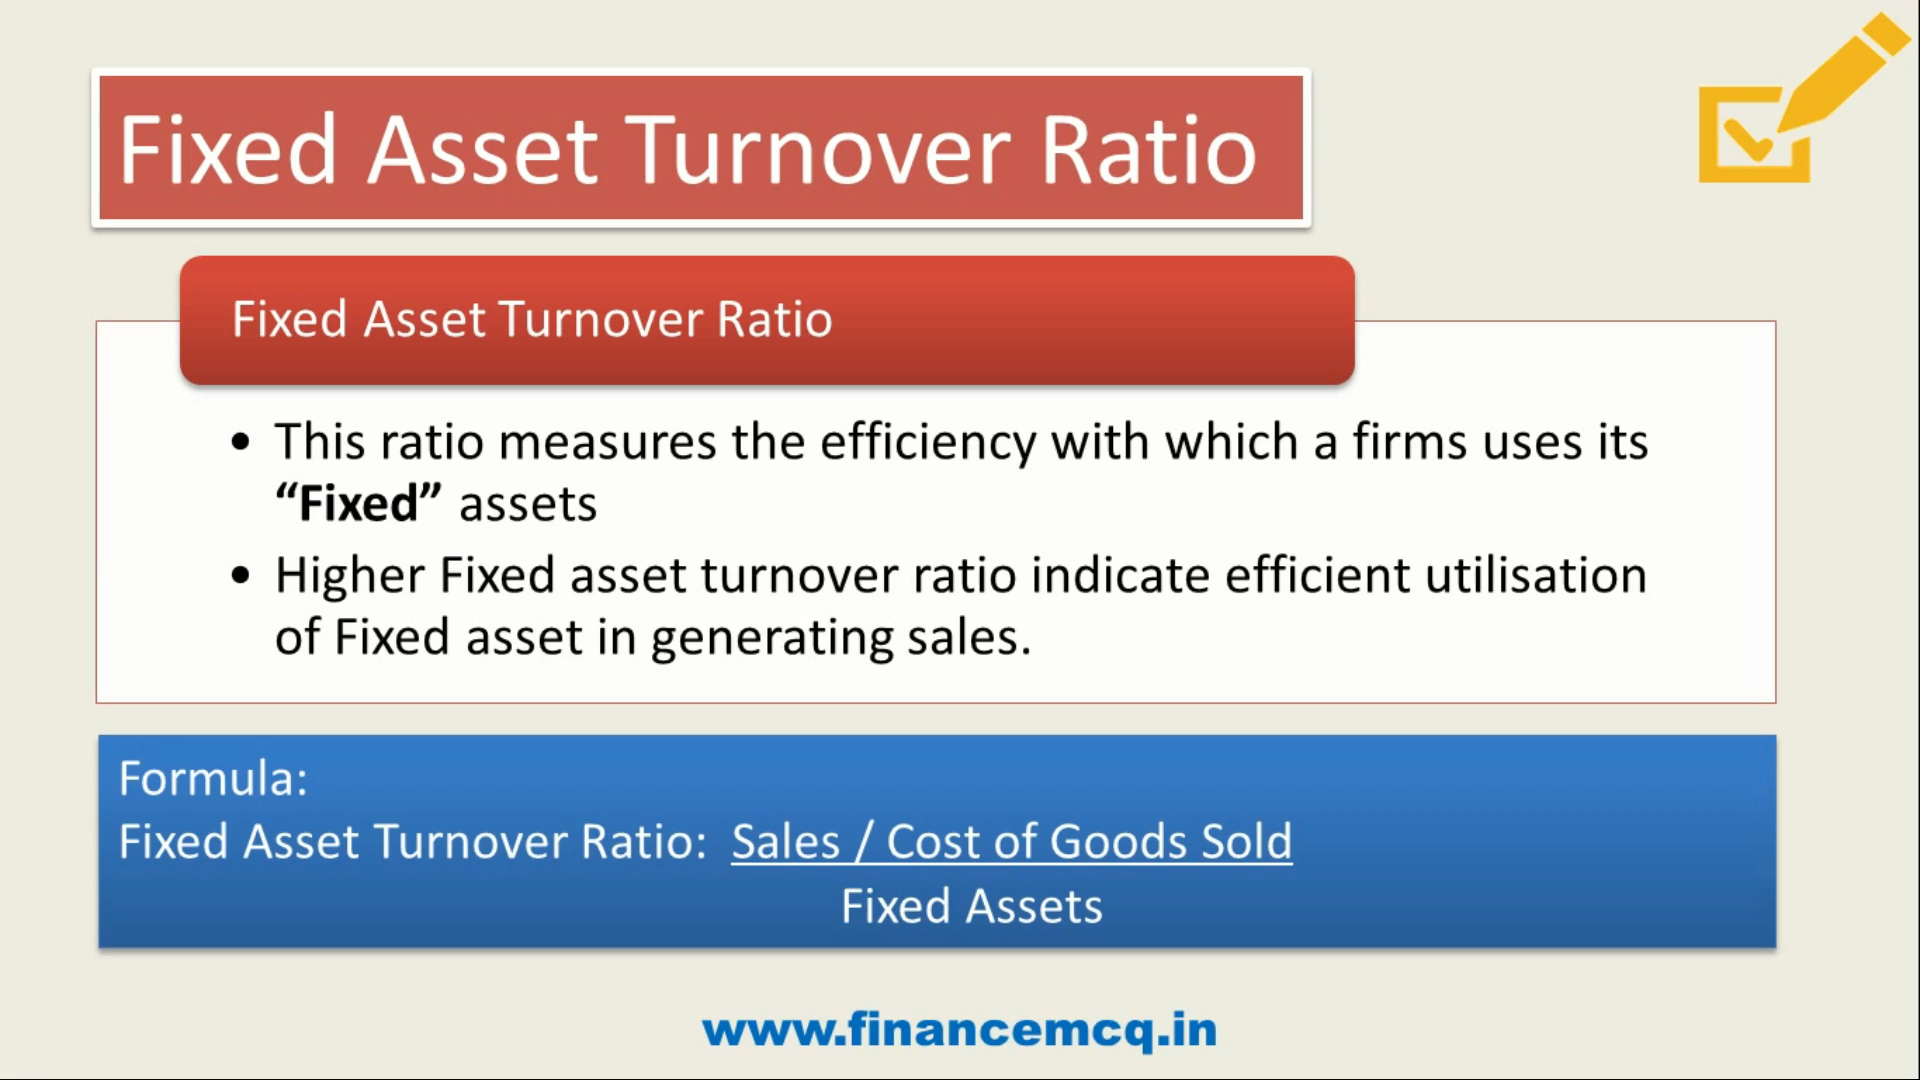 Fixed Asset Turnover Ratio
Fixed Asset Turnover Ratio
• This ratio measures the efficiency with which a firms uses its
“Fixed” assets
• Higher Fixed asset turnover ratio indicate efficient utilisation
of Fixed asset in generating sales.
Formula:
Fixed Asset Turnover Ratio: Sales / Cost of Goods Sold
Fixed Assets
www.financemcq.in